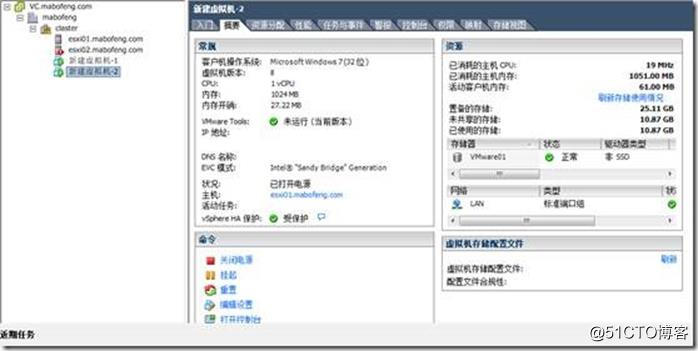 VC.mabofeng.com
mabofeng
claster
esxi01.mabofeng.com
esxi02.mabofeng.com
新建虚拟机-1
新建虚拟机-2
新建虚拟机-2
入门 摘要 资源分配 性能 任务与事件 警报 控制台 权限 映射 存储视图
常规
客户机操作系统: Microsoft Windows 7 (32 位)
虚拟机版本: 8
CPU: 1 vCPU
内存: 1024 MB
内存开销: 27.22 MB
VMware Tools: 未运行 (当前版本)
IP 地址:
DNS 名称:
EVC 模式: Intel® "Sandy Bridge" Generation
状况: 已打开电源
主机: esxi01.mabofeng.com
活动任务:
vSphere HA 保护: 受保护
命令
关闭电源
挂起
重置
编辑设置
打开控制台
资源
已消耗的主机 CPU: 19 MHz
已消耗的主机内存: 1051.00 MB
活动客户机内存: 61.00 MB
刷新存储使用情况
置备的存储: 25.11 GB
未共享的存储: 10.87 GB
已使用的存储: 10.87 GB
存储器 状态 驱动器类型
VMware01 正常 非 SSD
网络 类型 状
LAN 标准端口组
虚拟机存储配置文件
刷新
虚拟机存储配置文件:
配置文件合规性:
近期任务
@51CTO博客